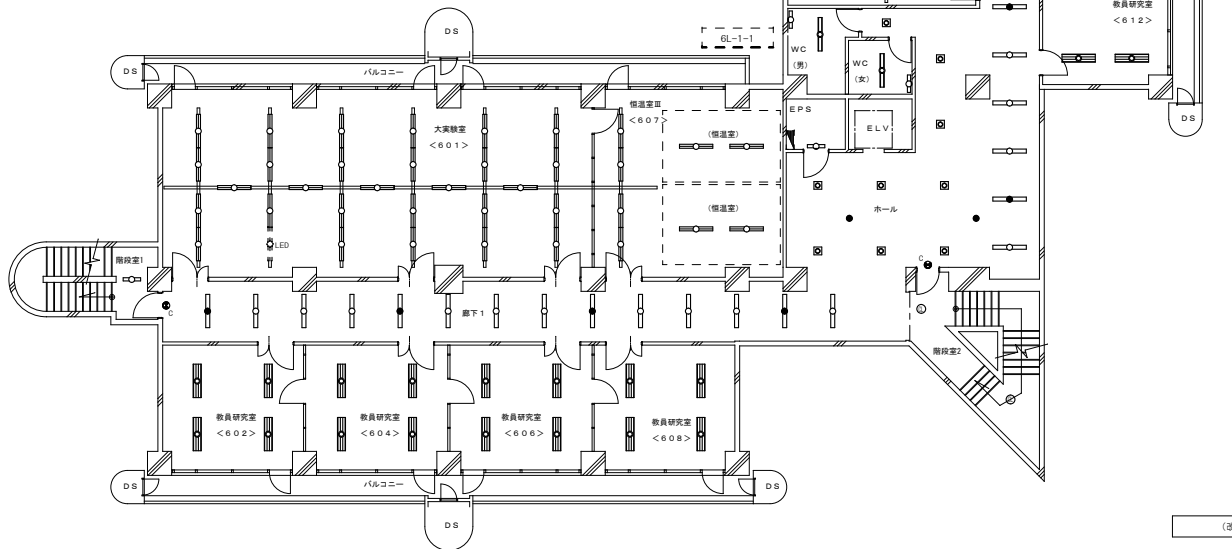 教員研究室
<612>
DS
6L-1-1
WC
(男)
WC
(女)
DS
バルコニー
DS
EPS
ELV
大実験室
<601>
恒温室Ⅲ
<607>
(恒温室)
(恒温室)
ホール
LED
階段室1
C
C
廊下1
階段室2
教員研究室
<602>
教員研究室
<604>
教員研究室
<606>
教員研究室
<608>
DS
バルコニー
DS
DS